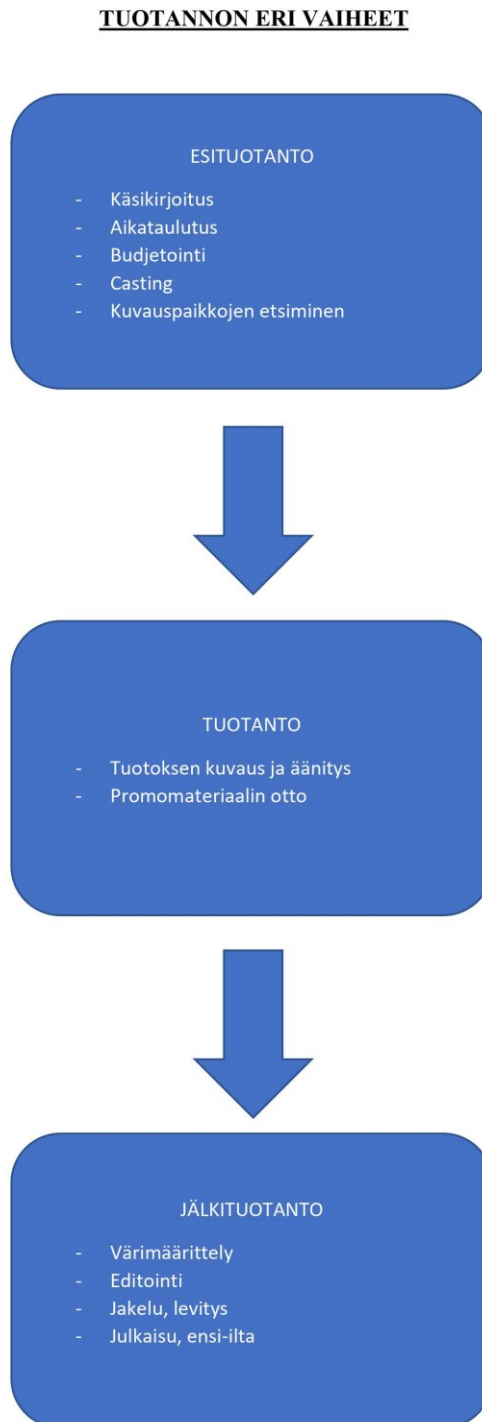 TUOTANNON ERI VAIHEET
ESITUOTANTO
- Käsikirjoitus
- Aikataulutus
- Budjetointi
- Casting
- Kuvauspaikkojen etsiminen
TUOTANTO
- Tuotoksen kuvaus ja äänitys
- Promomateriaalin otto
JÄLKITUOTANTO
- Värimäärittely
- Editointi
- Jakelu, levitys
- Julkaisu, ensi-ilta